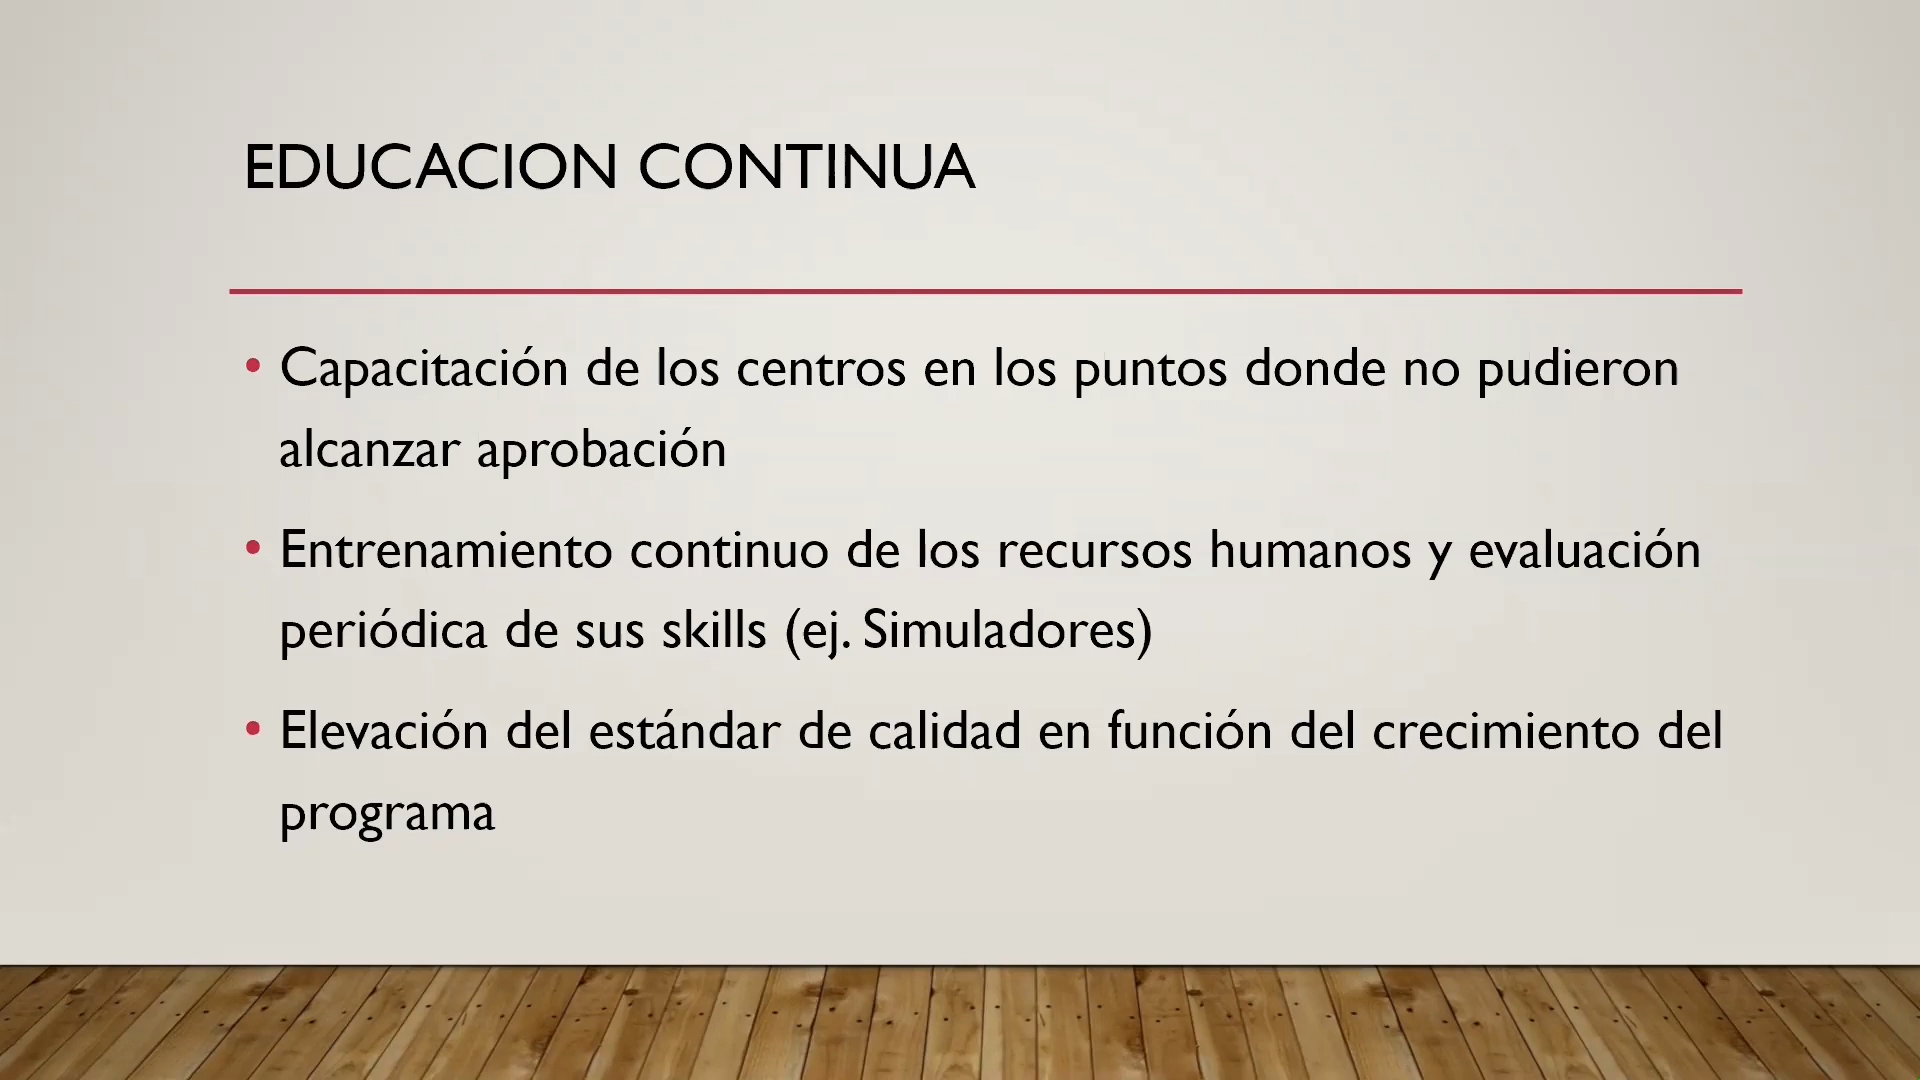 EDUCACION CONTINUA
• Capacitación de los centros en los puntos donde no pudieron
alcanzar aprobación
• Entrenamiento continuo de los recursos humanos y evaluación
periódica de sus skills (ej. Simuladores)
• Elevación del estándar de calidad en función del crecimiento del
programa